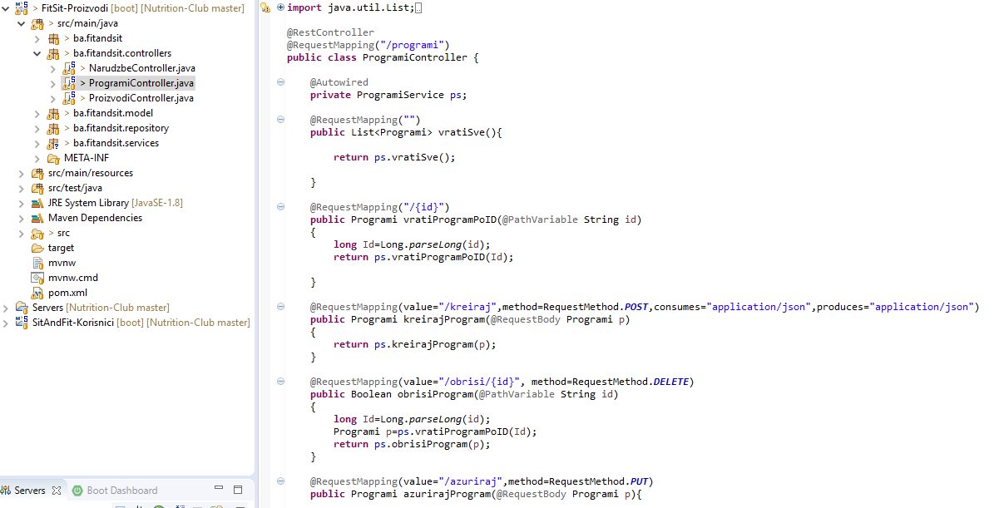 > FitSit-Proizvodi [boot] [Nutrition-Club master]
> src/main/java
> ba.fitandsit
> ba.fitandsit.controllers
> NarudzbeController.java
> ProgramiController.java
> ProizvodiController.java
> ba.fitandsit.model
> ba.fitandsit.repository
> ba.fitandsit.services
META-INF
src/main/resources
src/test/java
JRE System Library [JavaSE-1.8]
Maven Dependencies
> src
target
mvnw
mvnw.cmd
pom.xml
Servers [Nutrition-Club master]
SitAndFit-Korisnici [boot] [Nutrition-Club master]
Servers
Boot Dashboard
import java.util.List;
@RestController
@RequestMapping("/programi")
public class ProgramiController {
@Autowired
private ProgramiService ps;
@RequestMapping("")
public List<Programi> vratiSve(){
return ps.vratiSve();
}
@RequestMapping("/{id}")
public Programi vratiProgramPoID(@PathVariable String id)
{
long Id=Long.parseLong(id);
return ps.vratiProgramPoID(Id);
}
@RequestMapping(value="/kreiraj",method=RequestMethod.POST,consumes="application/json",produces="application/json")
public Programi kreirajProgram(@RequestBody Programi p)
{
return ps.kreirajProgram(p);
}
@RequestMapping(value="/obrisi/{id}", method=RequestMethod.DELETE)
public Boolean obrisiProgram(@PathVariable String id)
{
long Id=Long.parseLong(id);
Programi p=ps.vratiProgramPoID(Id);
return ps.obrisiProgram(p);
}
@RequestMapping(value="/azuriraj",method=RequestMethod.PUT)
public Programi azurirajProgram(@RequestBody Programi p){